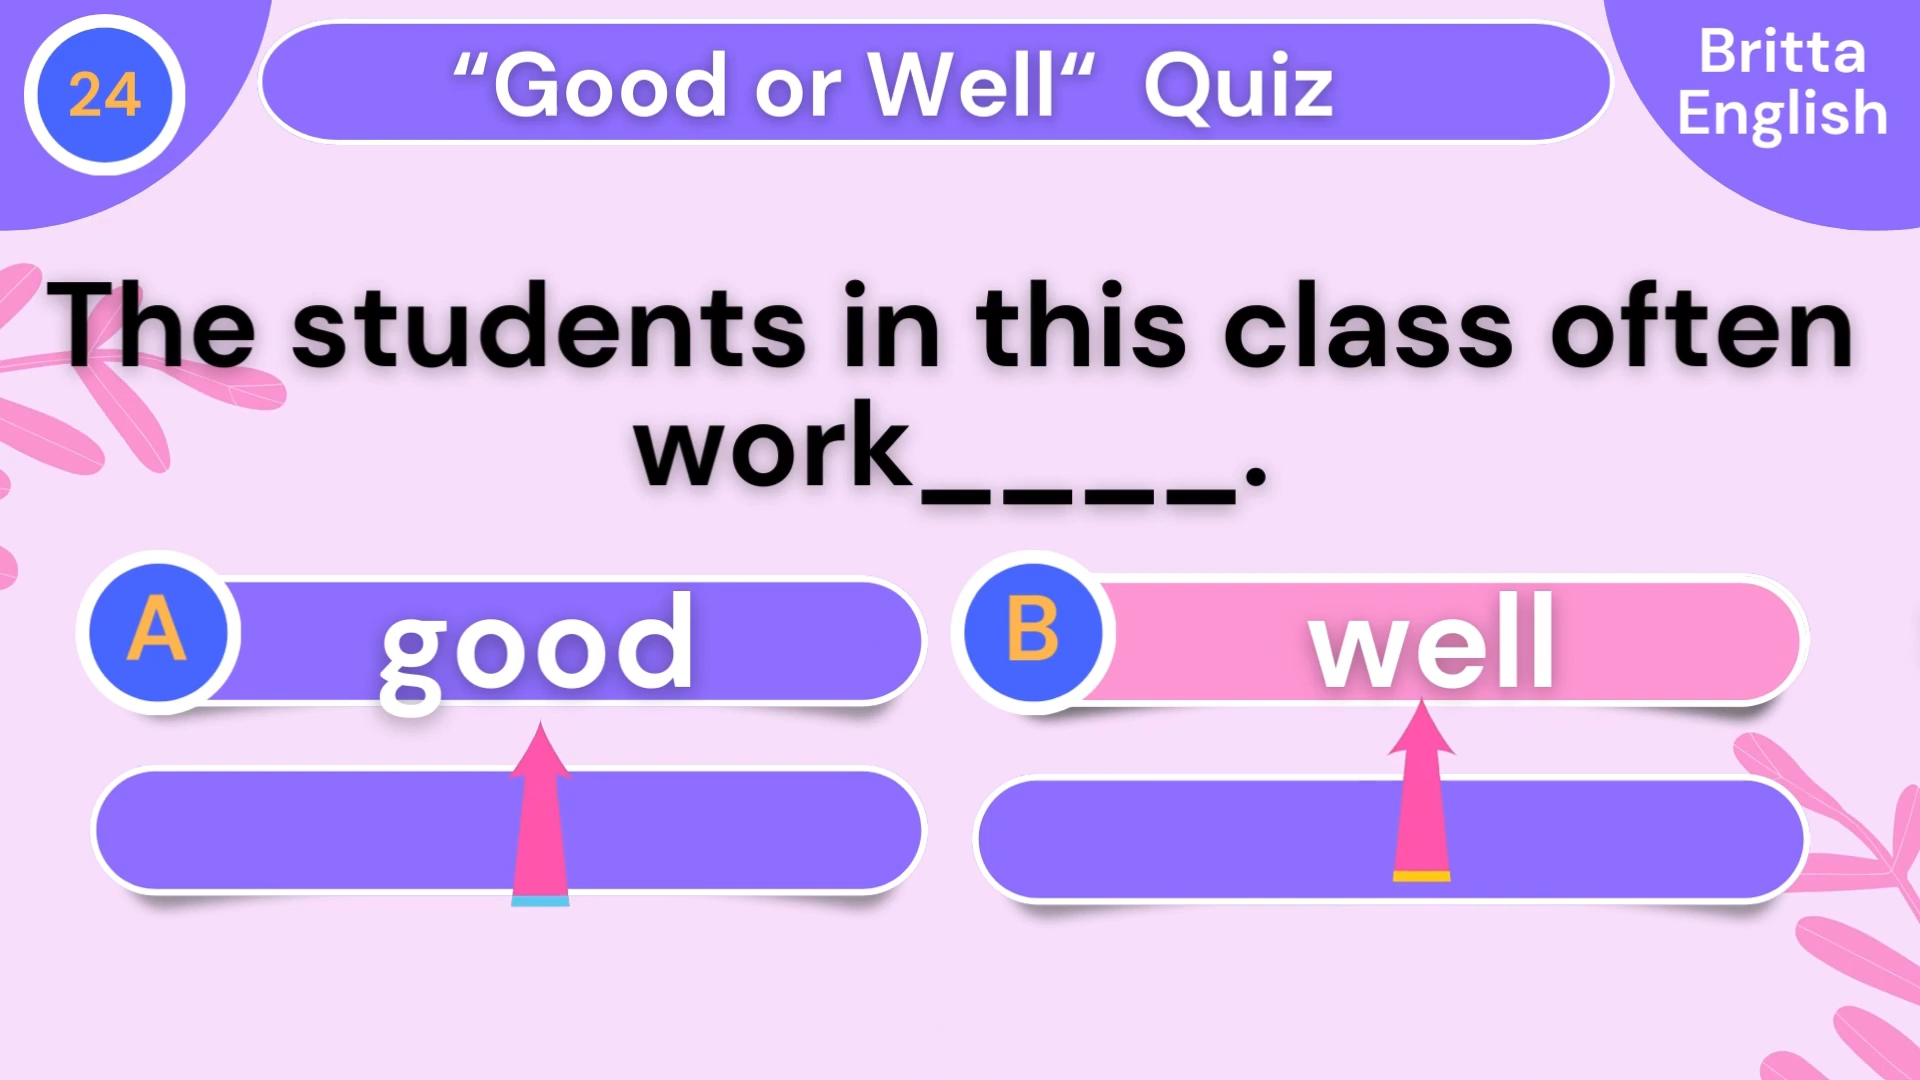 24
“Good or Well“ Quiz
Britta
English
The students in this class often
work____.
A
good
B
well